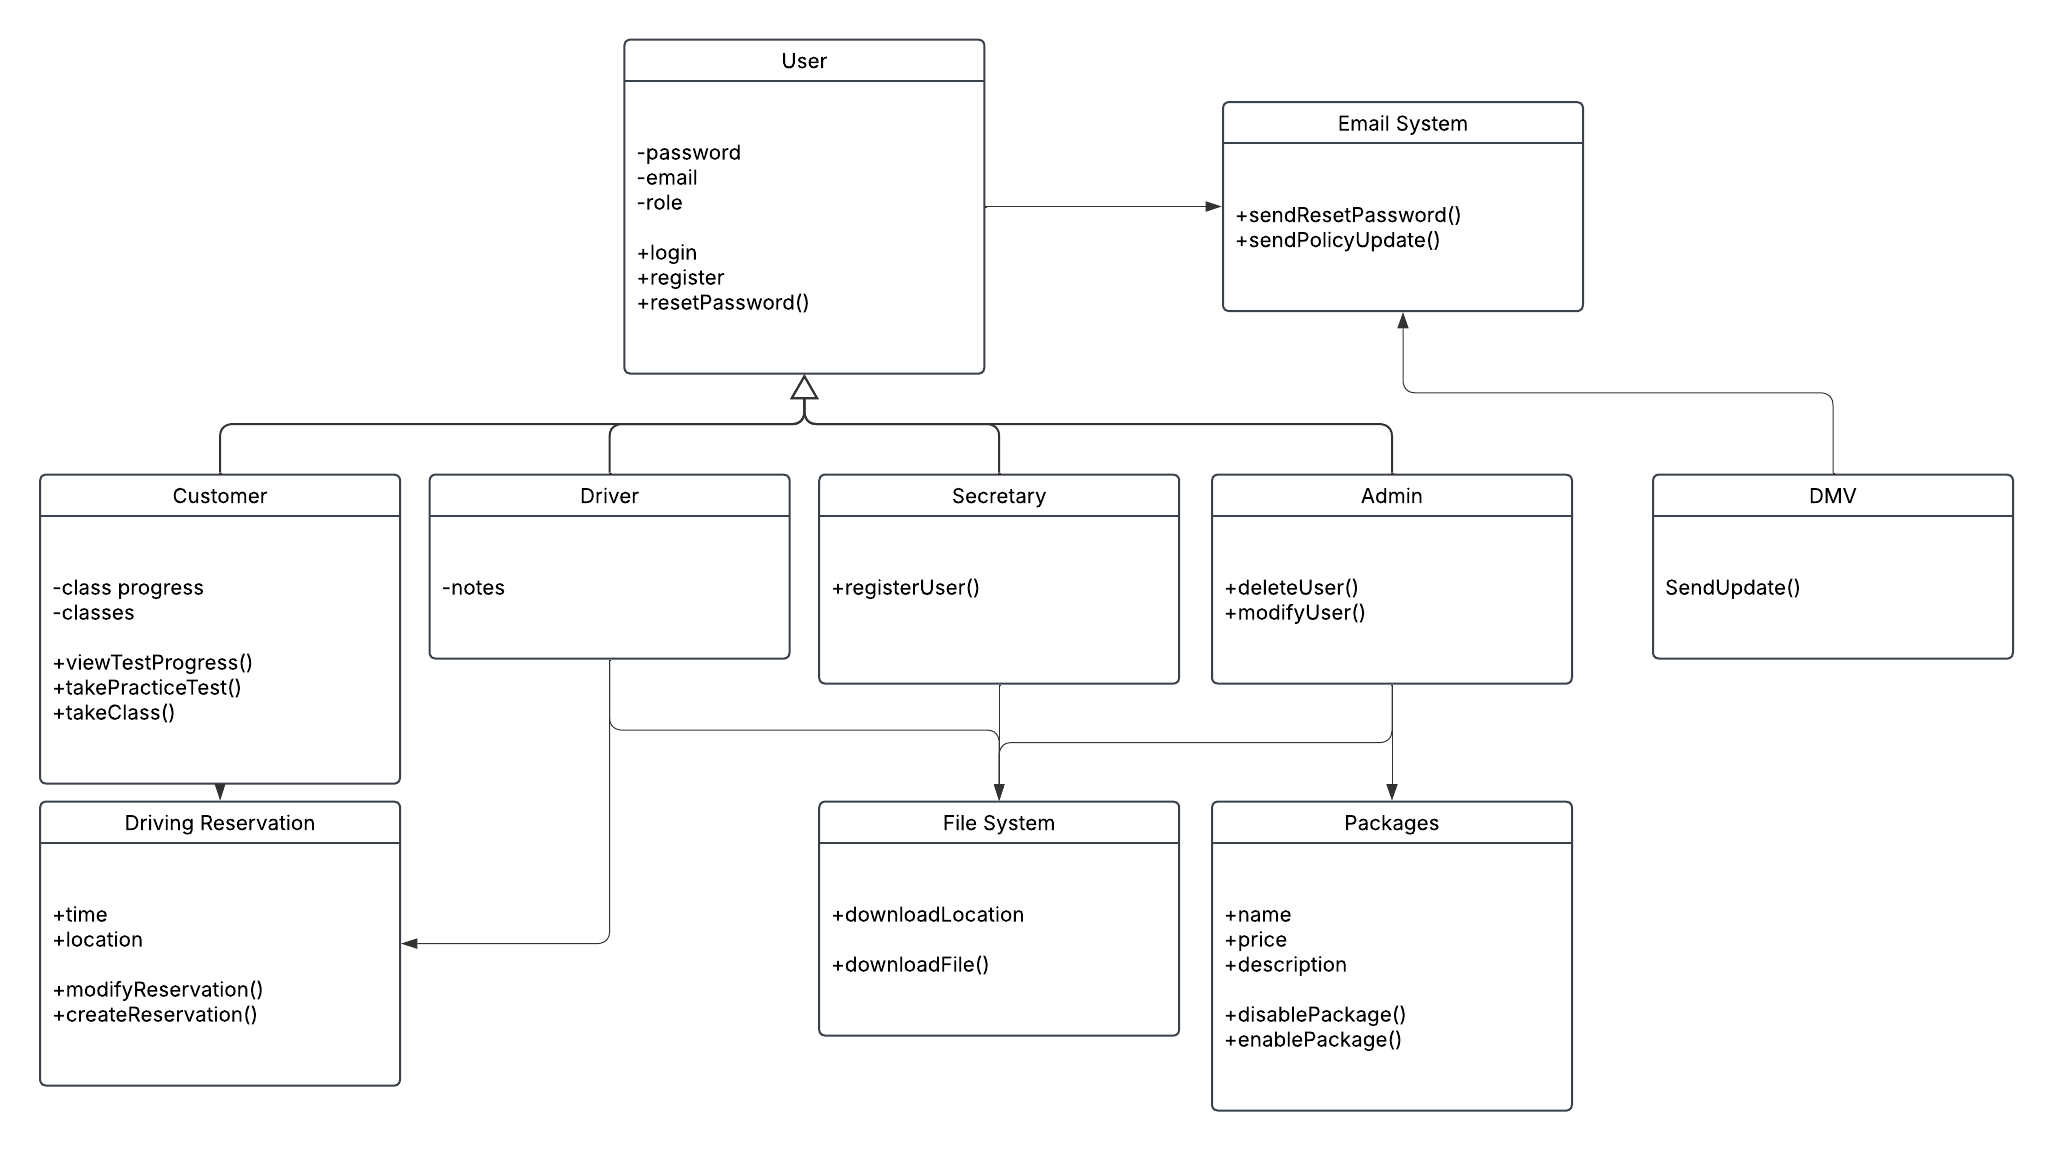 User
-password
-email
-role
+login
+register
+resetPassword()
Email System
+sendResetPassword()
+sendPolicyUpdate()
Customer
-class progress
-classes
+viewTestProgress()
+takePracticeTest()
+takeClass()
Driver
-notes
Secretary
+registerUser()
Admin
+deleteUser()
+modifyUser()
DMV
SendUpdate()
Driving Reservation
+time
+location
+modifyReservation()
+createReservation()
File System
+downloadLocation
+downloadFile()
Packages
+name
+price
+description
+disablePackage()
+enablePackage()